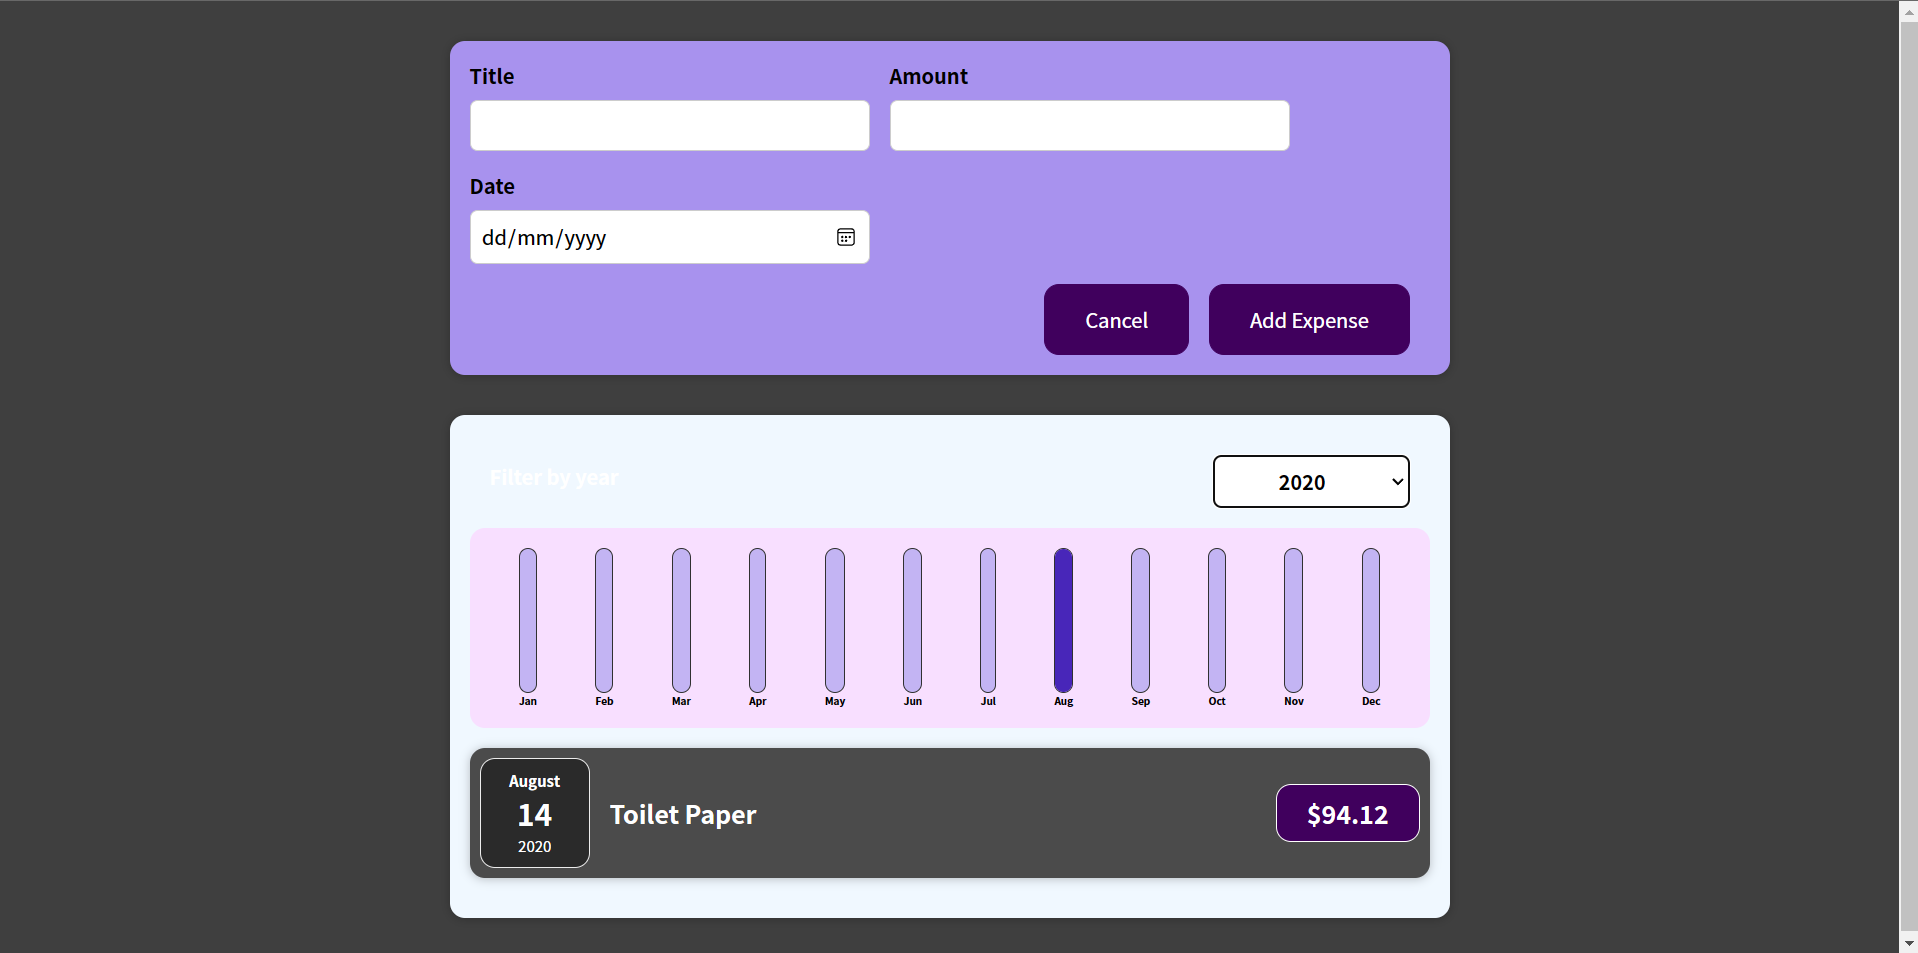 Title
Amount
Date
dd/mm/yyyy
Cancel
Add Expense
Filter by year
2020
Jan
Feb
Mar
Apr
May
Jun
Jul
Aug
Sep
Oct
Nov
Dec
August
14
2020
Toilet Paper
$94.12